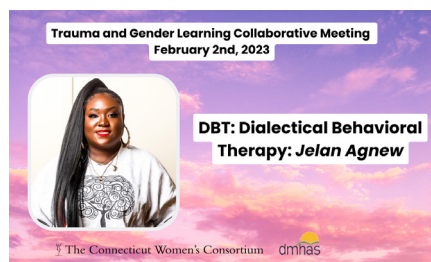 Trauma and Gender Learning Collaborative Meeting
February 2nd, 2023
DBT: Dialectical Behavioral
Therapy: Jelan Agnew
The Connecticut Women's Consortium
dmhas